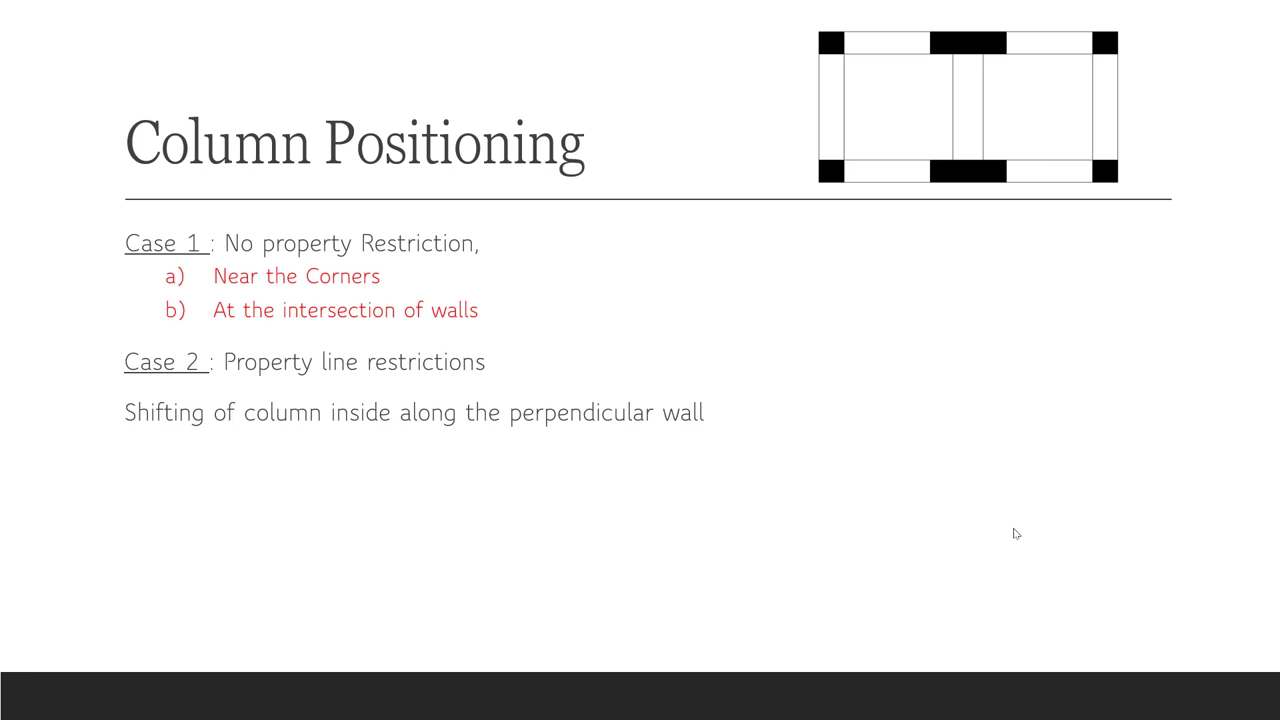 Column Positioning
Case 1 : No property Restriction,
a) Near the Corners
b) At the intersection of walls
Case 2 : Property line restrictions
Shifting of column inside along the perpendicular wall